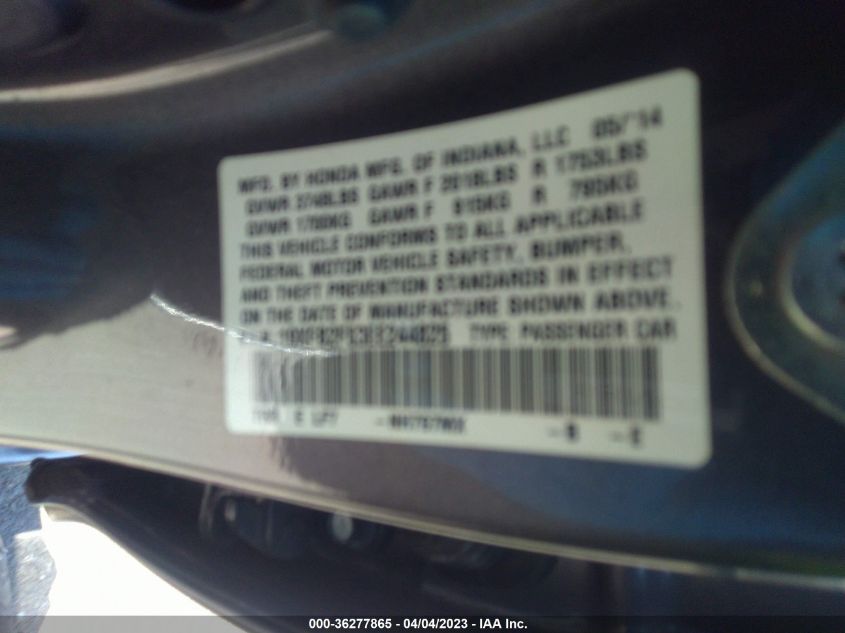 MFD. BY HONDA MFG. OF INDIANA, LLC 05/'14
GVWR 3748LBS GAWR F 2018LBS R 1753LBS
GVWR 1700KG GAWR F 915KG R 795KG
THIS VEHICLE CONFORMS TO ALL APPLICABLE
FEDERAL MOTOR VEHICLE SAFETY, BUMPER,
AND THEFT PREVENTION STANDARDS IN EFFECT
ON THE DATE OF MANUFACTURE SHOWN ABOVE.
TYPE PASSENGER CAR
-B -C
000-36277865 - 04/04/2023 - IAA Inc.